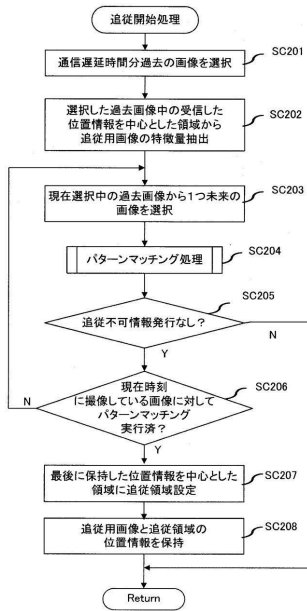 追従開始処理
SC201
通信遅延時間分過去の画像を選択
SC202
選択した過去画像中の受信した
位置情報を中心とした領域から
追従用画像の特徴量抽出
SC203
現在選択中の過去画像から1つ未来の
画像を選択
SC204
パターンマッチング処理
SC205
追従不可情報発行なし？
N
Y
SC206
現在時刻
に撮像している画像に対して
パターンマッチング
実行済？
N
Y
SC207
最後に保持した位置情報を中心とした
領域に追従領域設定
SC208
追従用画像と追従領域の
位置情報を保持
Return